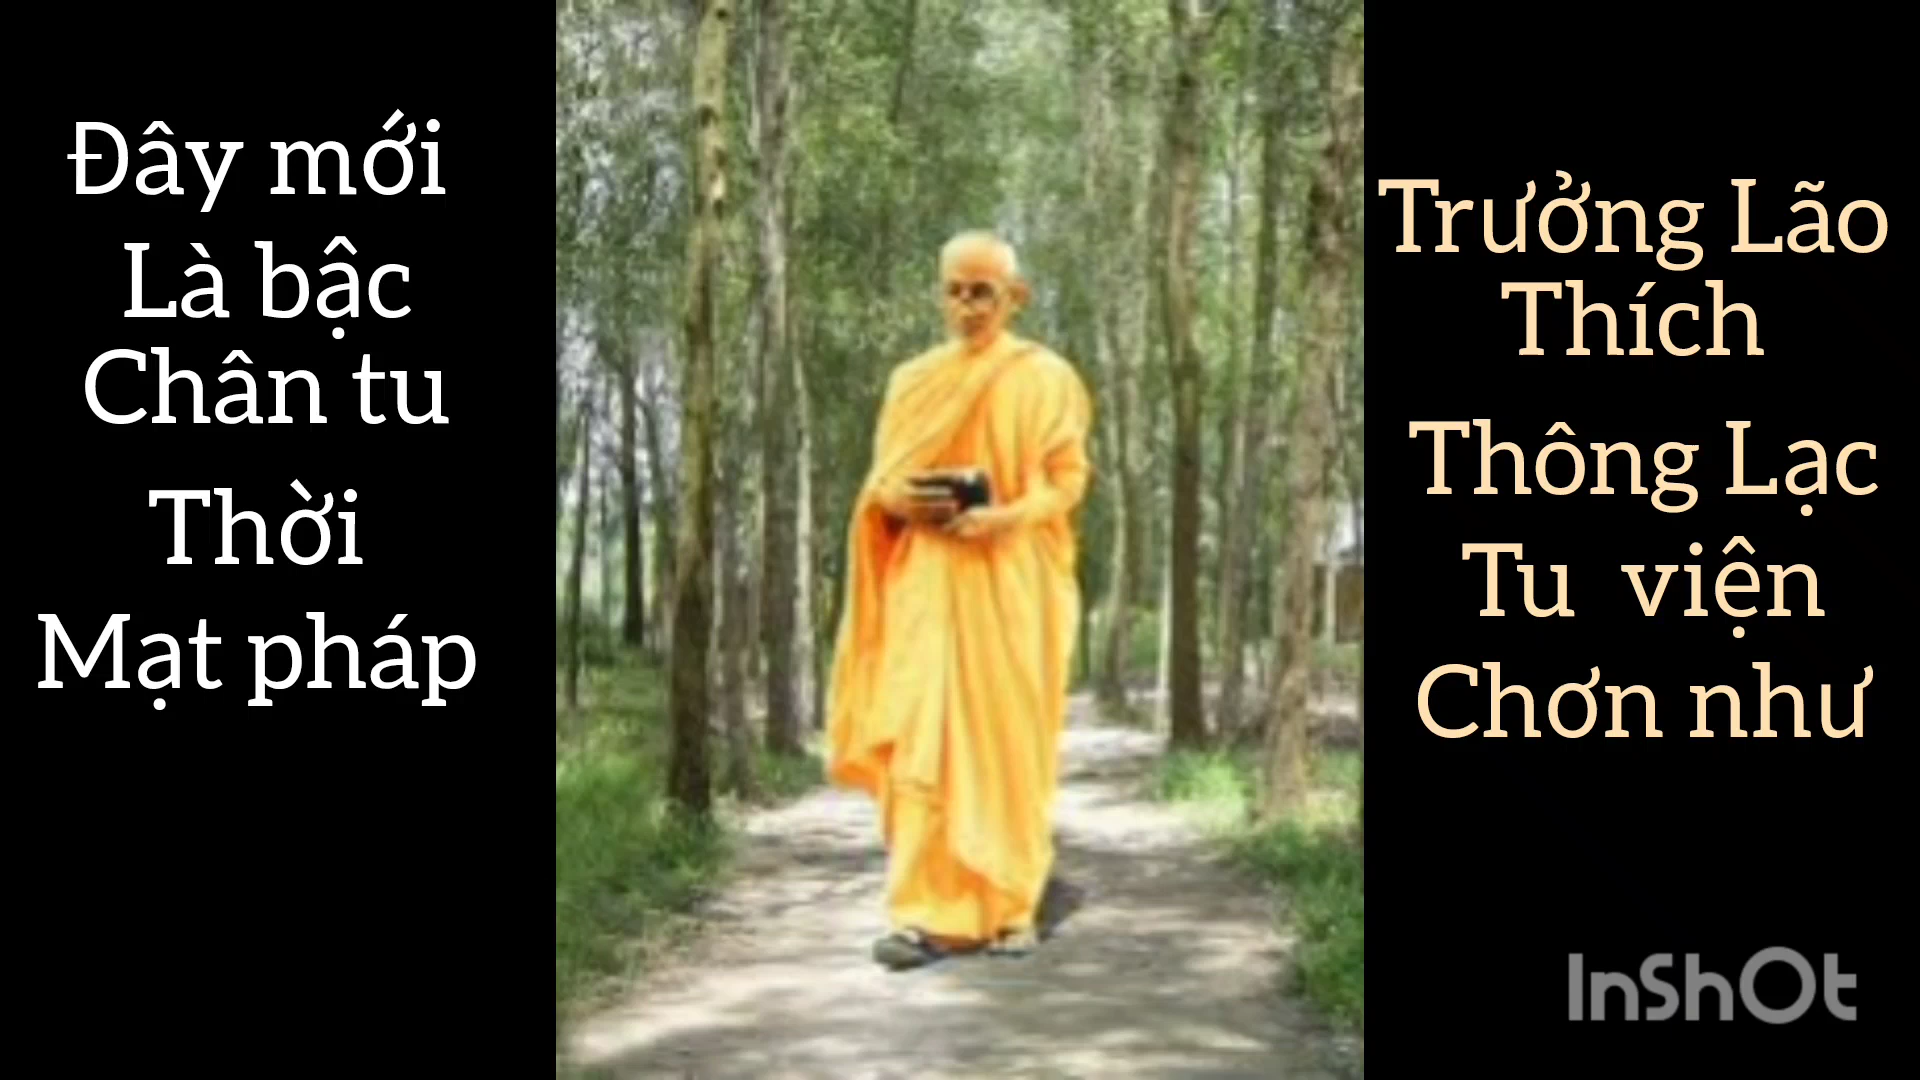 Đây mới
Là bậc
Chân tu
Thời
Mạt pháp
Trưởng Lão
Thích
Thông Lạc
Tu viện
Chơn như
InShOt